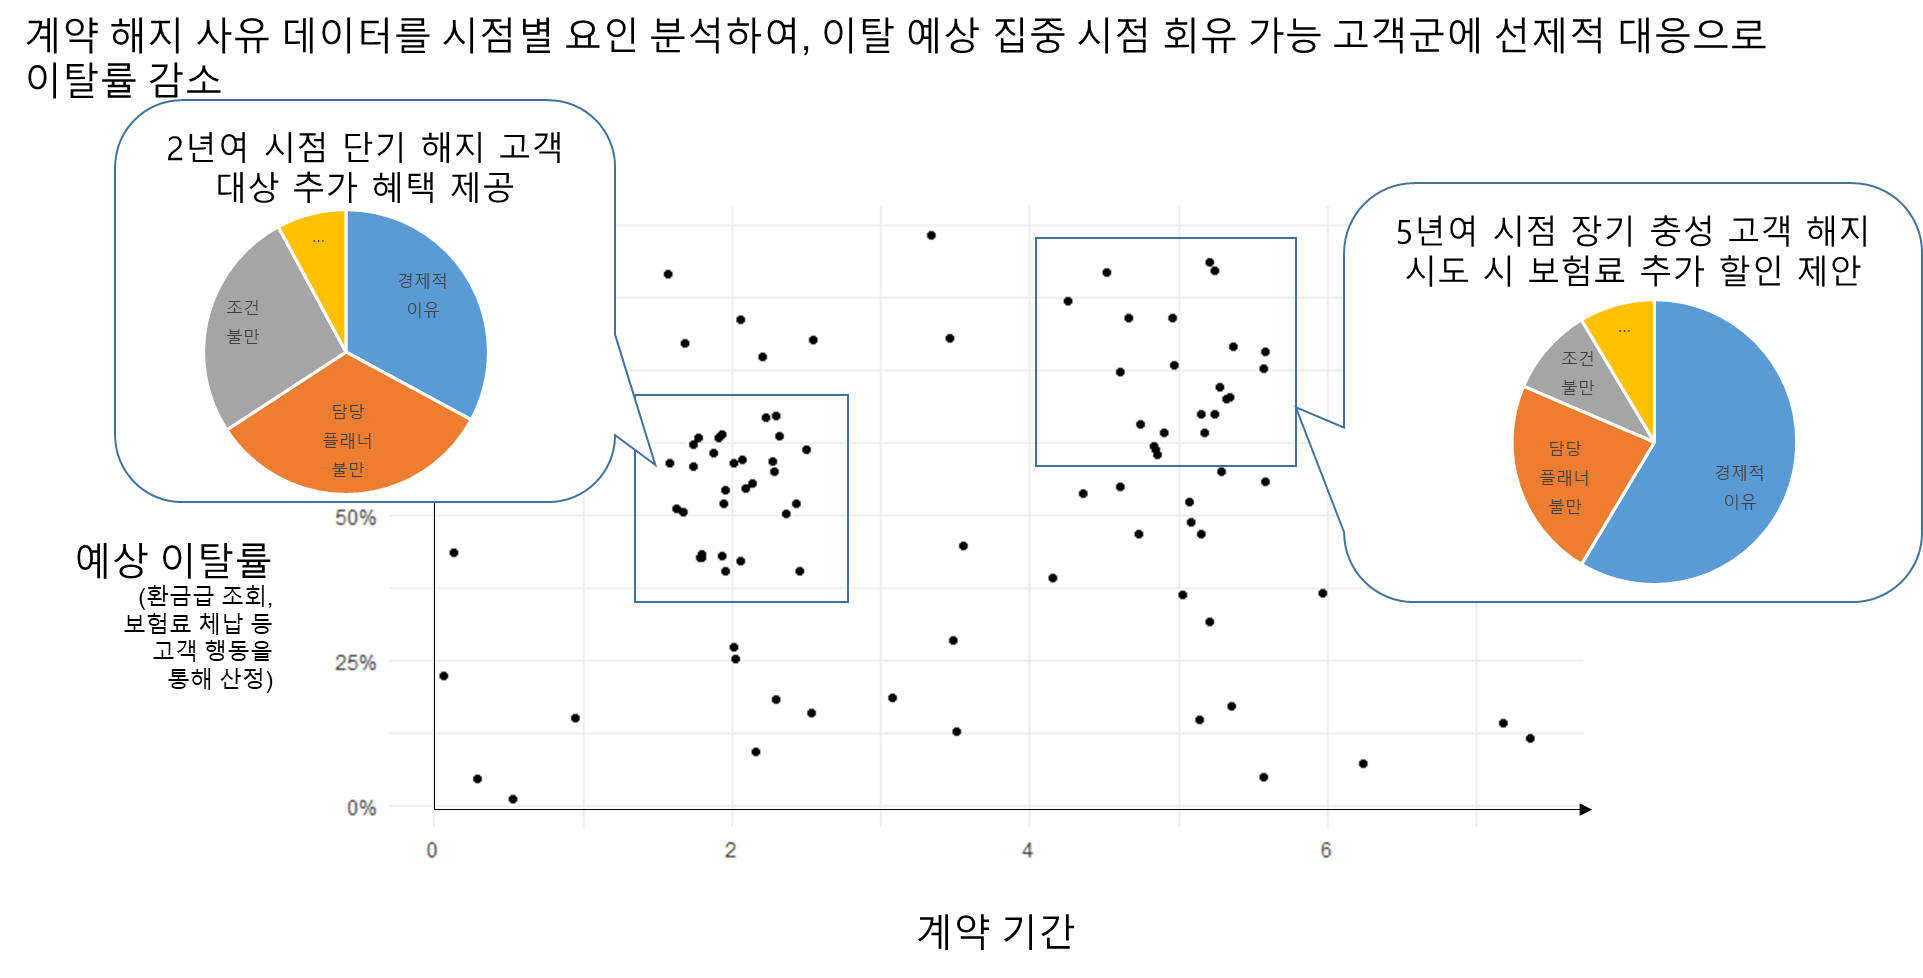 계약 해지 사유 데이터를 시점별 요인 분석하여, 이탈 예상 집중 시점 회유 가능 고객군에 선제적 대응으로
이탈률 감소
2년여 시점 단기 해지 고객
대상 추가 혜택 제공
...
경제적
이유
조건
불만
담당
플래너
불만
5년여 시점 장기 충성 고객 해지
시도 시 보험료 추가 할인 제안
...
조건
불만
담당
플래너
불만
경제적
이유
50%
예상 이탈률
(환금급 조회,
보험료 체납 등
고객 행동을
통해 산정)
25%
0%
0
2
4
6
계약 기간